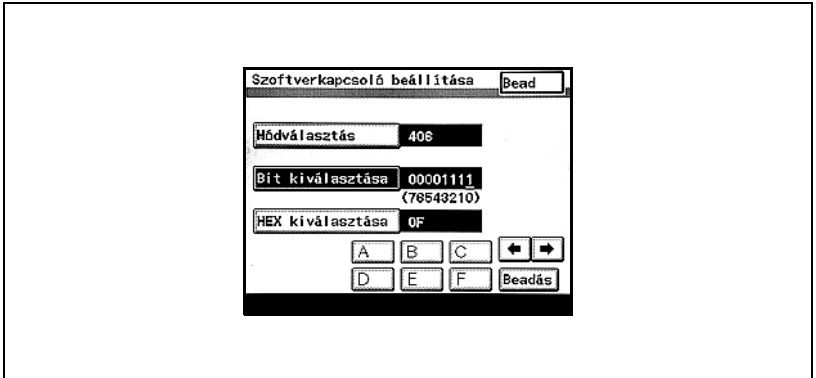 Szoftverkapcsoló beállítása Bead
Módválasztás 406
Bit kiválasztása 00001111
(76543210)
HEX kiválasztása 0F
A B C
D E F Beadás